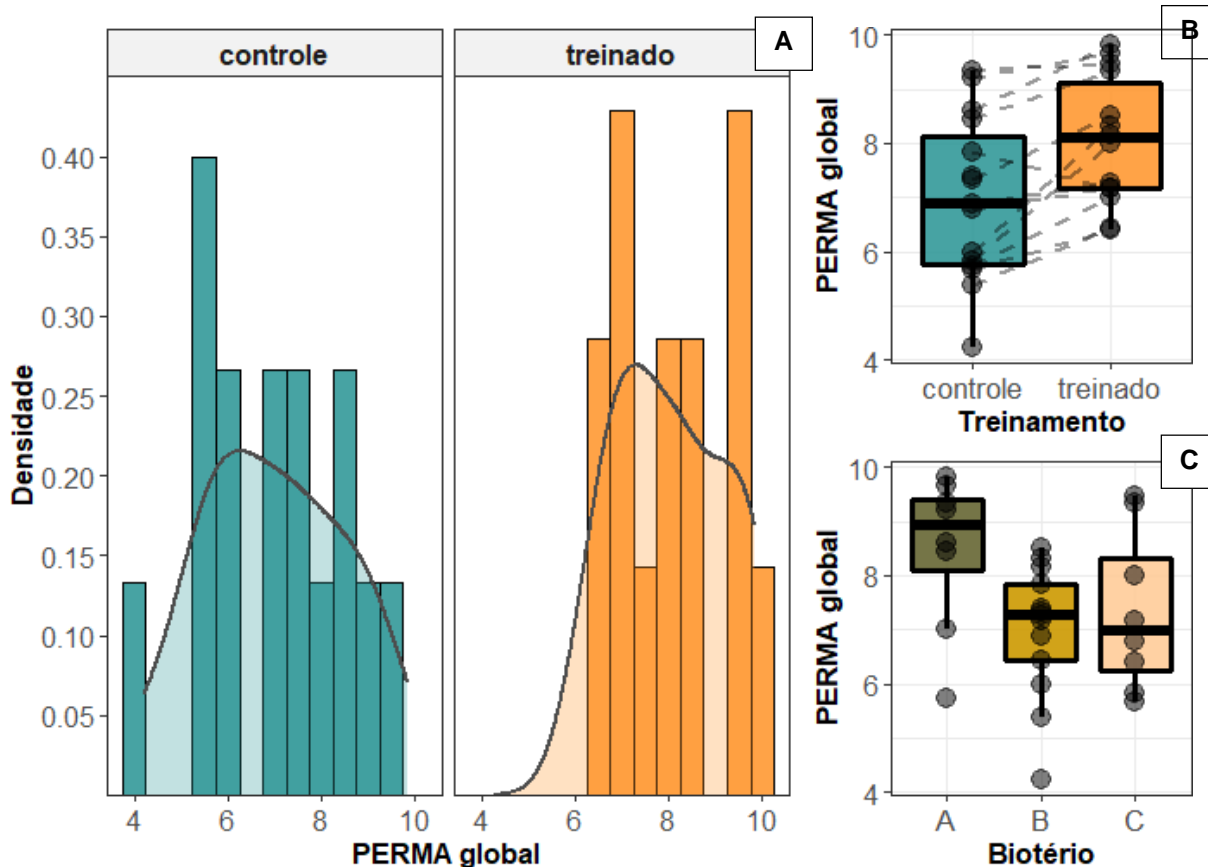 controle
treinado
A
Densidade
0.40
0.35
0.30
0.25
0.20
0.15
0.10
0.05
4 6 8 10
4 6 8 10
PERMA global
B
PERMA global
10
8
6
4
controle treinado
Treinamento
C
PERMA global
10
8
6
4
A B C
Biotério